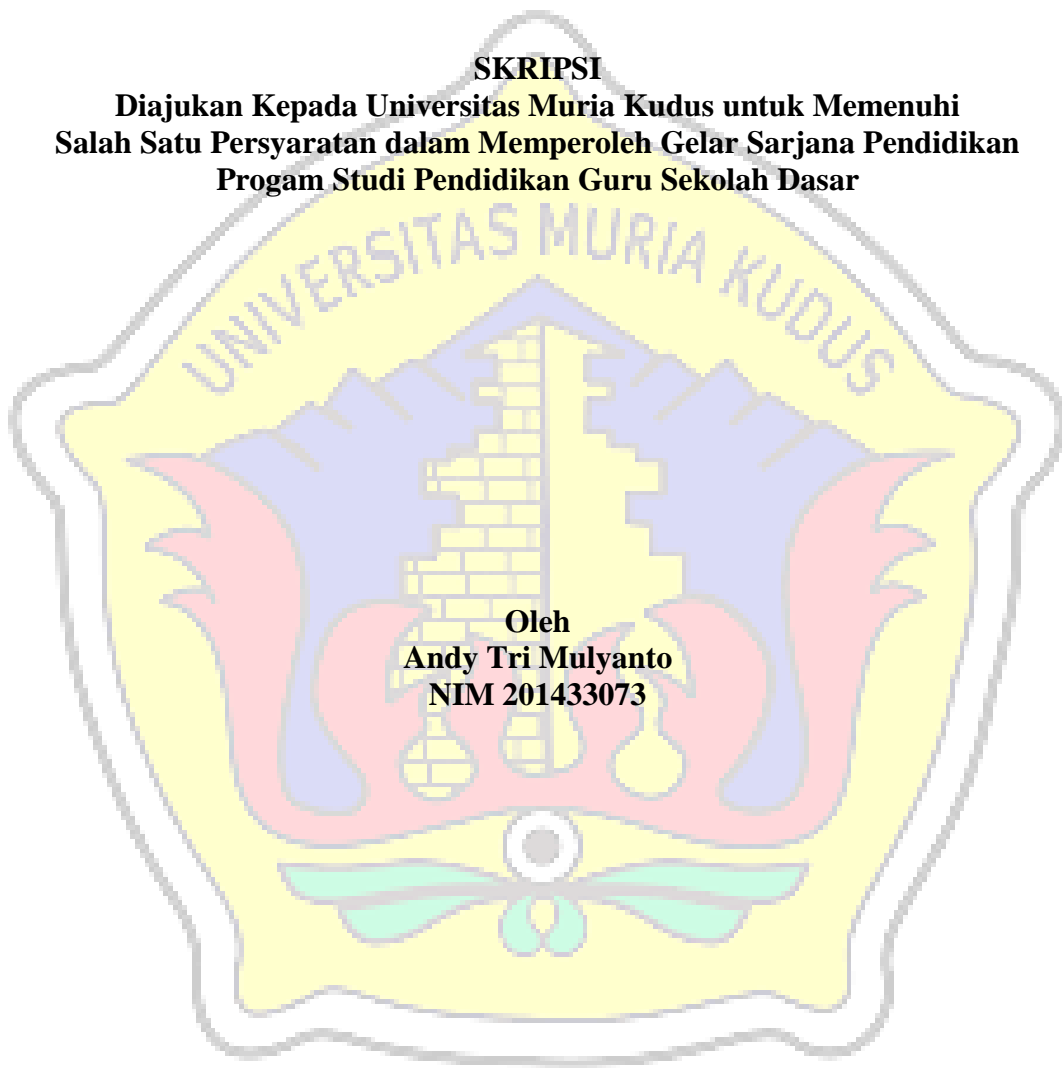 SKRIPSI
Diajukan Kepada Universitas Muria Kudus untuk Memenuhi
Salah Satu Persyaratan dalam Memperoleh Gelar Sarjana Pendidikan
Progam Studi Pendidikan Guru Sekolah Dasar
UNIVERSITAS MURIA KUDUS
Oleh
Andy Tri Mulyanto
NIM 201433073